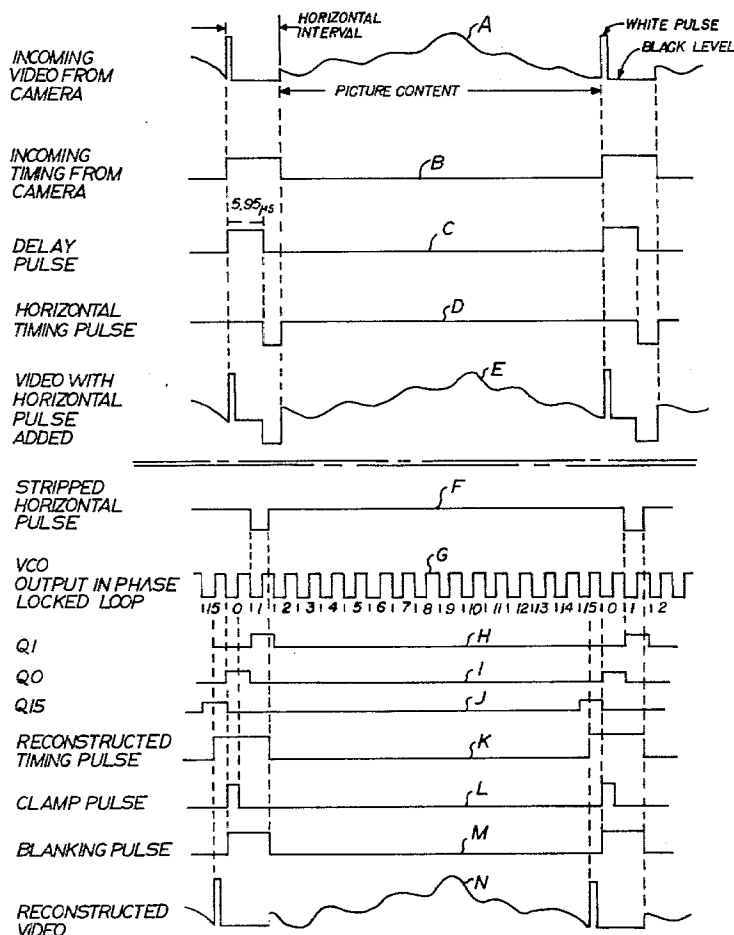 HORIZONTAL
INTERVAL
A
WHITE PULSE
BLACK LEVEL
INCOMING
VIDEO FROM
CAMERA
PICTURE CONTENT
INCOMING
TIMING FROM
CAMERA
B
5.95 µs
DELAY
PULSE
C
HORIZONTAL
TIMING PULSE
D
VIDEO WITH
HORIZONTAL
PULSE
ADDED
E
STRIPPED
HORIZONTAL
PULSE
F
VCO
OUTPUT IN PHASE
LOCKED LOOP
G
15 0 1 2 3 4 5 6 7 8 9 10 11 12 13 14 15 0 1 2
Q1
H
Q0
I
Q15
J
RECONSTRUCTED
TIMING PULSE
K
CLAMP PULSE
L
BLANKING PULSE
M
RECONSTRUCTED
VIDEO
N